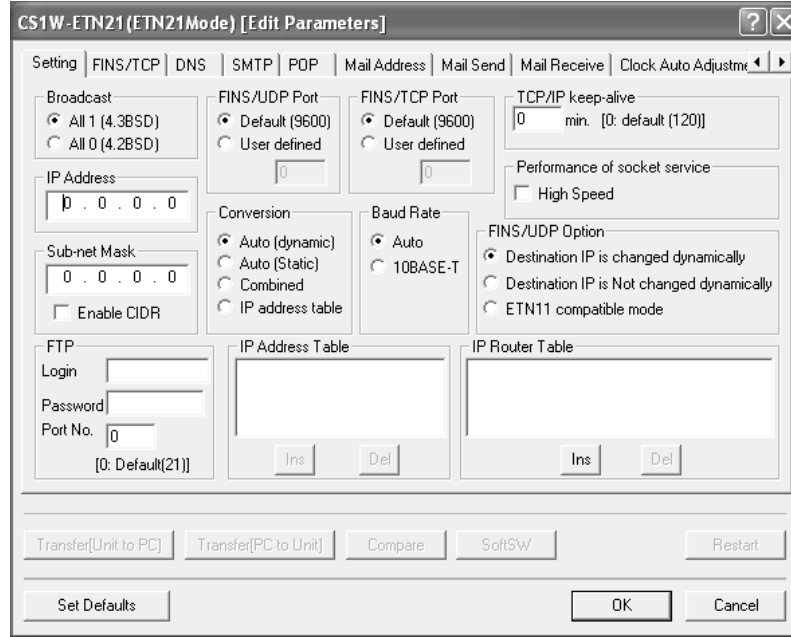 CS1W-ETN21(ETN21Mode) [Edit Parameters]
Setting FINS/TCP DNS SMTP POP Mail Address Mail Send Mail Receive Clock Auto Adjustme
Broadcast
All 1 (4.3BSD)
All 0 (4.2BSD)
FINS/UDP Port
Default (9600)
User defined
0
FINS/TCP Port
Default (9600)
User defined
0
TCP/IP keep-alive
0 min. [0: default (120)]
Performance of socket service
High Speed
IP Address
0 . 0 . 0 . 0
Sub-net Mask
0 . 0 . 0 . 0
Enable CIDR
Conversion
Auto (dynamic)
Auto (Static)
Combined
IP address table
Baud Rate
Auto
10BASE-T
FINS/UDP Option
Destination IP is changed dynamically
Destination IP is Not changed dynamically
ETN11 compatible mode
FTP
Login
Password
Port No. 0
[0: Default(21)]
IP Address Table
Ins Del
IP Router Table
Ins Del
Transfer[Unit to PC] Transfer[PC to Unit] Compare SoftSW Restart
Set Defaults OK Cancel